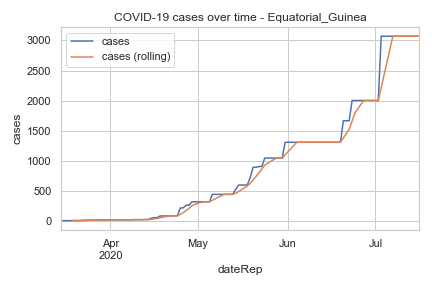 COVID-19 cases over time - Equatorial_Guinea
cases
cases (rolling)
3000
2500
2000
1500
1000
500
0
cases
Apr
2020
May
Jun
Jul
dateRep